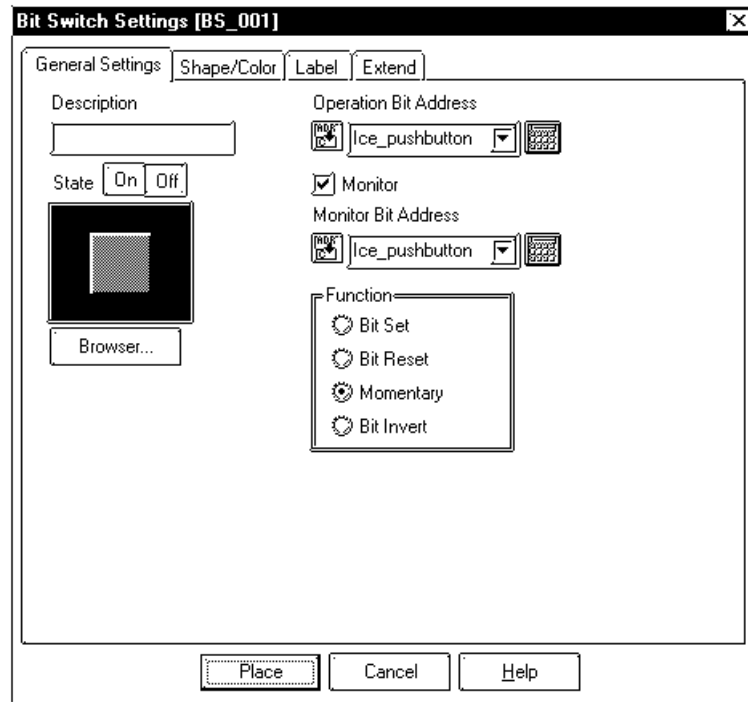 Bit Switch Settings [BS_001]
General Settings Shape/Color Label Extend
Description
Operation Bit Address
Ice_pushbutton
State On Off
Monitor
Monitor Bit Address
Ice_pushbutton
Browser...
Function
Bit Set
Bit Reset
Momentary
Bit Invert
Place Cancel Help